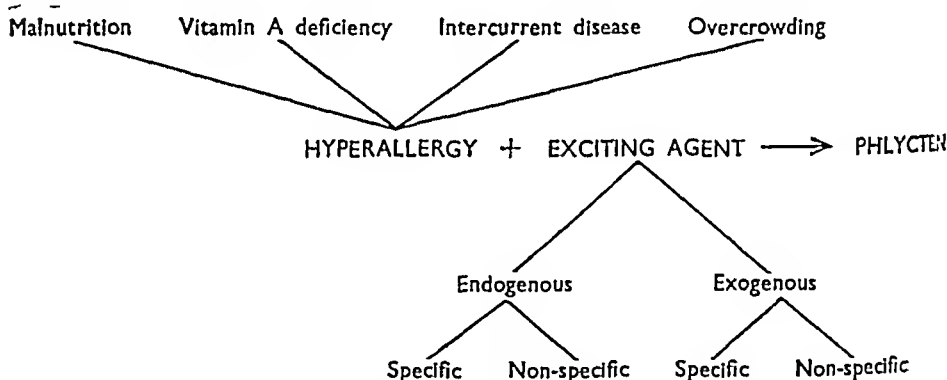 Malnutrition Vitamin A deficiency Intercurrent disease Overcrowding
HYPERALLERGY + EXCITING AGENT → PHLYCTEN
Endogenous Exogenous
Specific Non-specific Specific Non-specific